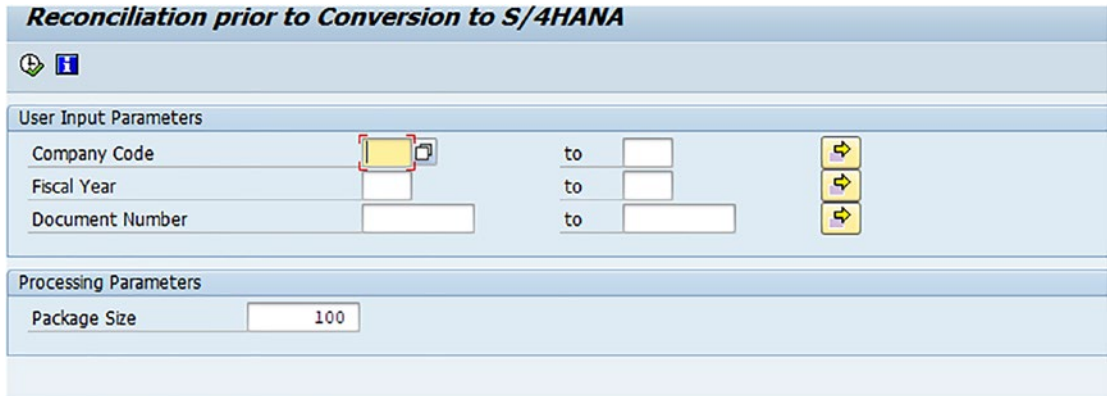 Reconciliation prior to Conversion to S/4HANA
User Input Parameters
Company Code to
Fiscal Year to
Document Number to
Processing Parameters
Package Size 100